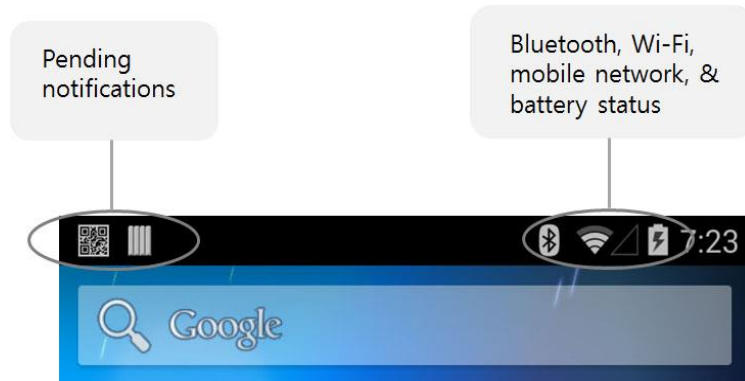 Pending
notifications
Bluetooth, Wi-Fi,
mobile network, &
battery status
7:23
Google